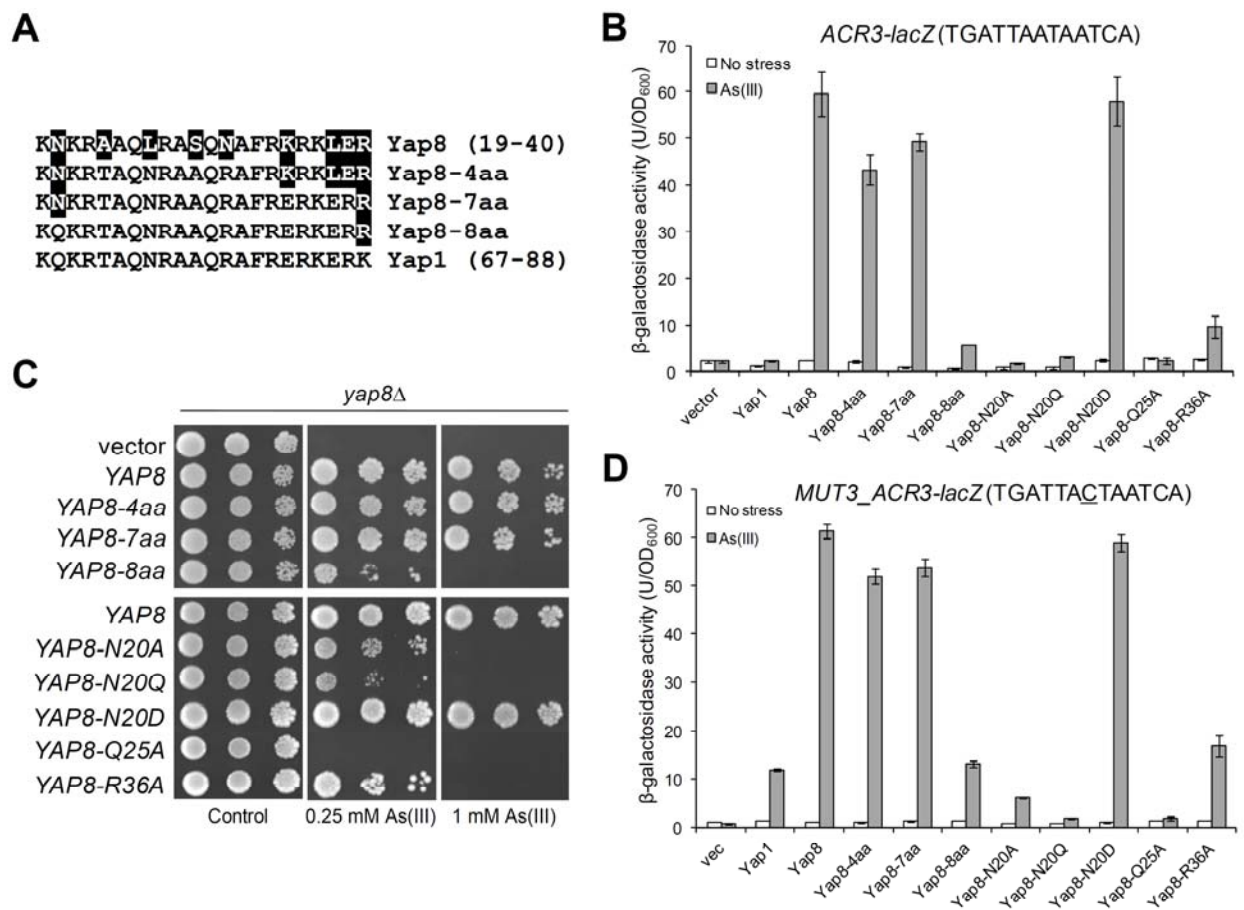 A
KNKRAAQLRASQNAFRKRKLER Yap8 (19-40)
KNKRTAQNRAAQRAFRKRKLER Yap8-4aa
KNKRTAQNRAAQRAFRERKERR Yap8-7aa
KQKRTAQNRAAQRAFRERKERR Yap8-8aa
KQKRTAQNRAAQRAFRERKERK Yap1 (67-88)
B
ACR3-lacZ (TGATTAATAATCA)
No stress
As(III)
β-galactosidase activity (U/OD600)
70
60
50
40
30
20
10
0
vector
Yap1
Yap8
Yap8-4aa
Yap8-7aa
Yap8-8aa
Yap8-N20A
Yap8-N20Q
Yap8-N20D
Yap8-Q25A
Yap8-R36A
C
yap8Δ
vector
YAP8
YAP8-4aa
YAP8-7aa
YAP8-8aa
YAP8
YAP8-N20A
YAP8-N20Q
YAP8-N20D
YAP8-Q25A
YAP8-R36A
Control 0.25 mM As(III) 1 mM As(III)
D
MUT3_ACR3-lacZ (TGATTACTAATCA)
No stress
As(III)
β-galactosidase activity (U/OD600)
70
60
50
40
30
20
10
0
vec
Yap1
Yap8
Yap8-4aa
Yap8-7aa
Yap8-8aa
Yap8-N20A
Yap8-N20Q
Yap8-N20D
Yap8-Q25A
Yap8-R36A